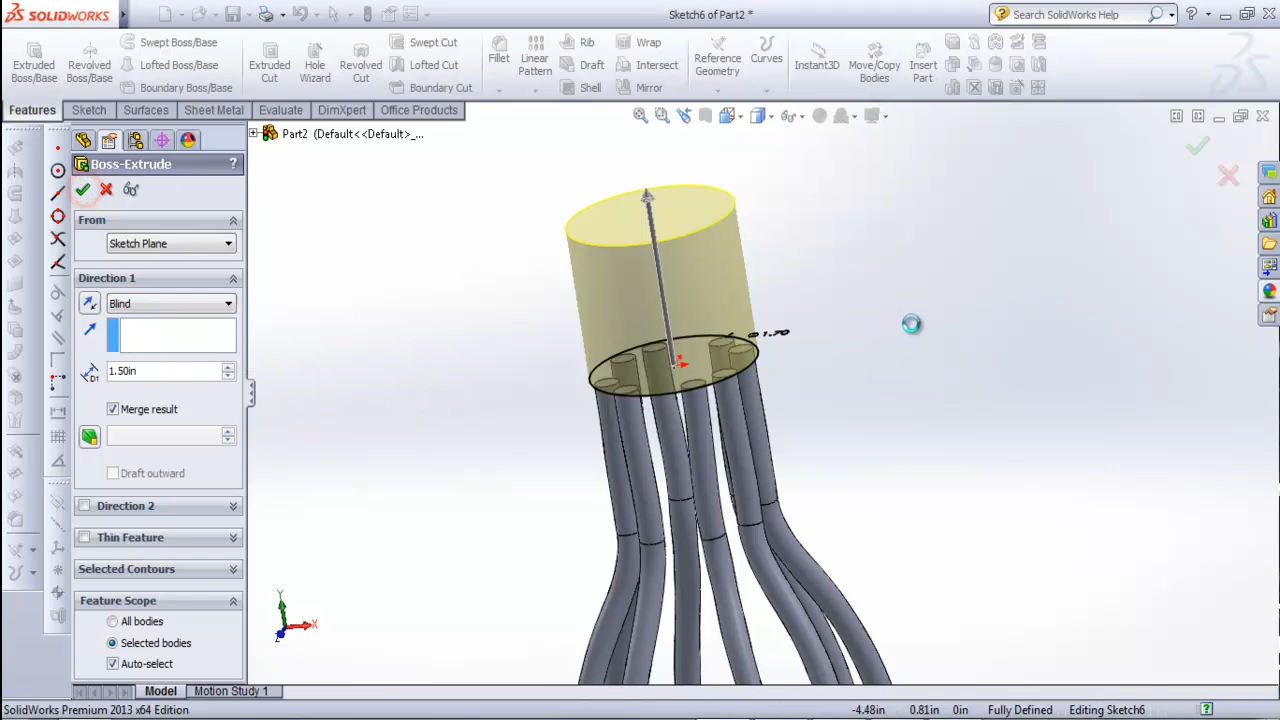 SOLIDWORKS
Sketch6 of Part2 *
Search SolidWorks Help
Extruded Boss/Base
Revolved Boss/Base
Swept Boss/Base
Lofted Boss/Base
Boundary Boss/Base
Extruded Cut
Hole Wizard
Revolved Cut
Swept Cut
Lofted Cut
Boundary Cut
Fillet
Linear Pattern
Rib
Draft
Shell
Wrap
Intersect
Mirror
Reference Geometry
Curves
Instant3D
Move/Copy Bodies
Insert Part
Features
Sketch
Surfaces
Sheet Metal
Evaluate
DimXpert
Office Products
Part2 (Default<<Default>_...
Boss-Extrude
?
From
Sketch Plane
Direction 1
Blind
D1
1.50in
Merge result
Draft outward
Direction 2
Thin Feature
Selected Contours
Feature Scope
All bodies
Selected bodies
Auto-select
Ø 1.70
Y
X
Z
Model
Motion Study 1
SolidWorks Premium 2013 x64 Edition
-4.48in
0.81in
0in
Fully Defined
Editing Sketch6